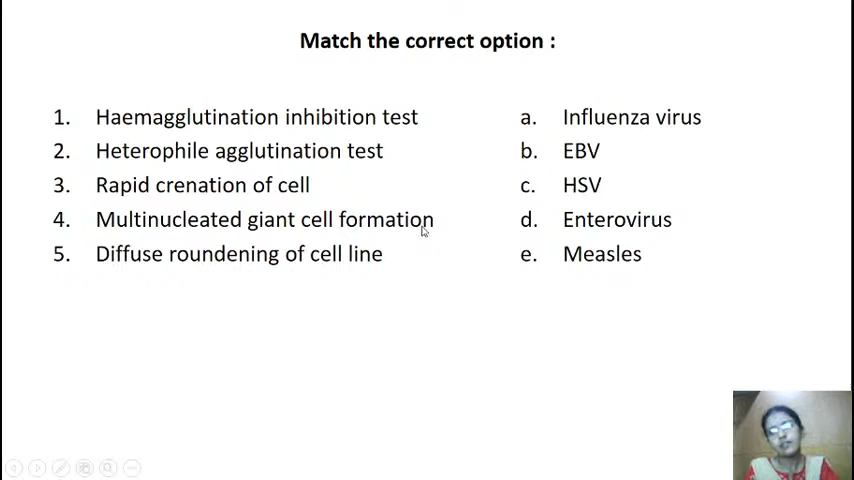 Match the correct option :
1. Haemagglutination inhibition test a. Influenza virus
2. Heterophile agglutination test b. EBV
3. Rapid crenation of cell c. HSV
4. Multinucleated giant cell formation d. Enterovirus
5. Diffuse roundening of cell line e. Measles